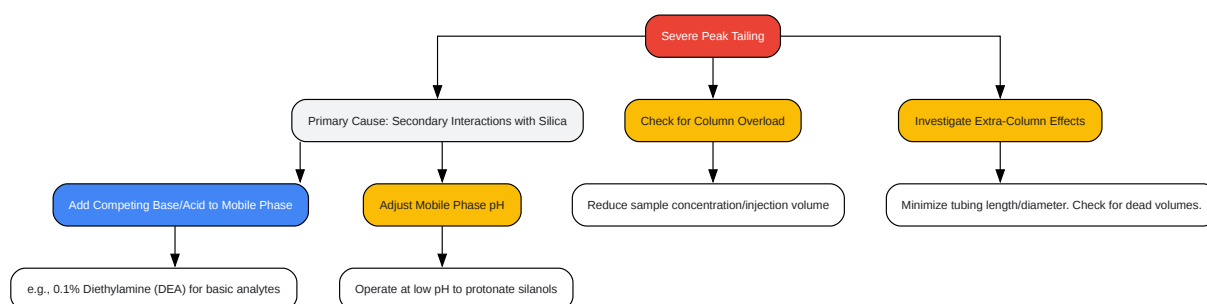 Severe Peak Tailing
Primary Cause: Secondary Interactions with Silica
Check for Column Overload
Investigate Extra-Column Effects
Add Competing Base/Acid to Mobile Phase
Adjust Mobile Phase pH
Reduce sample concentration/injection volume
Minimize tubing length/diameter. Check for dead volumes.
e.g., 0.1% Diethylamine (DEA) for basic analytes
Operate at low pH to protonate silanols